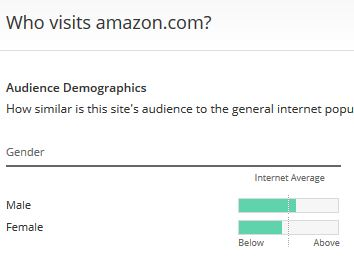 Who visits amazon.com?
Audience Demographics
How similar is this site's audience to the general internet popu
Gender
Internet Average
Male
Female
Below Above